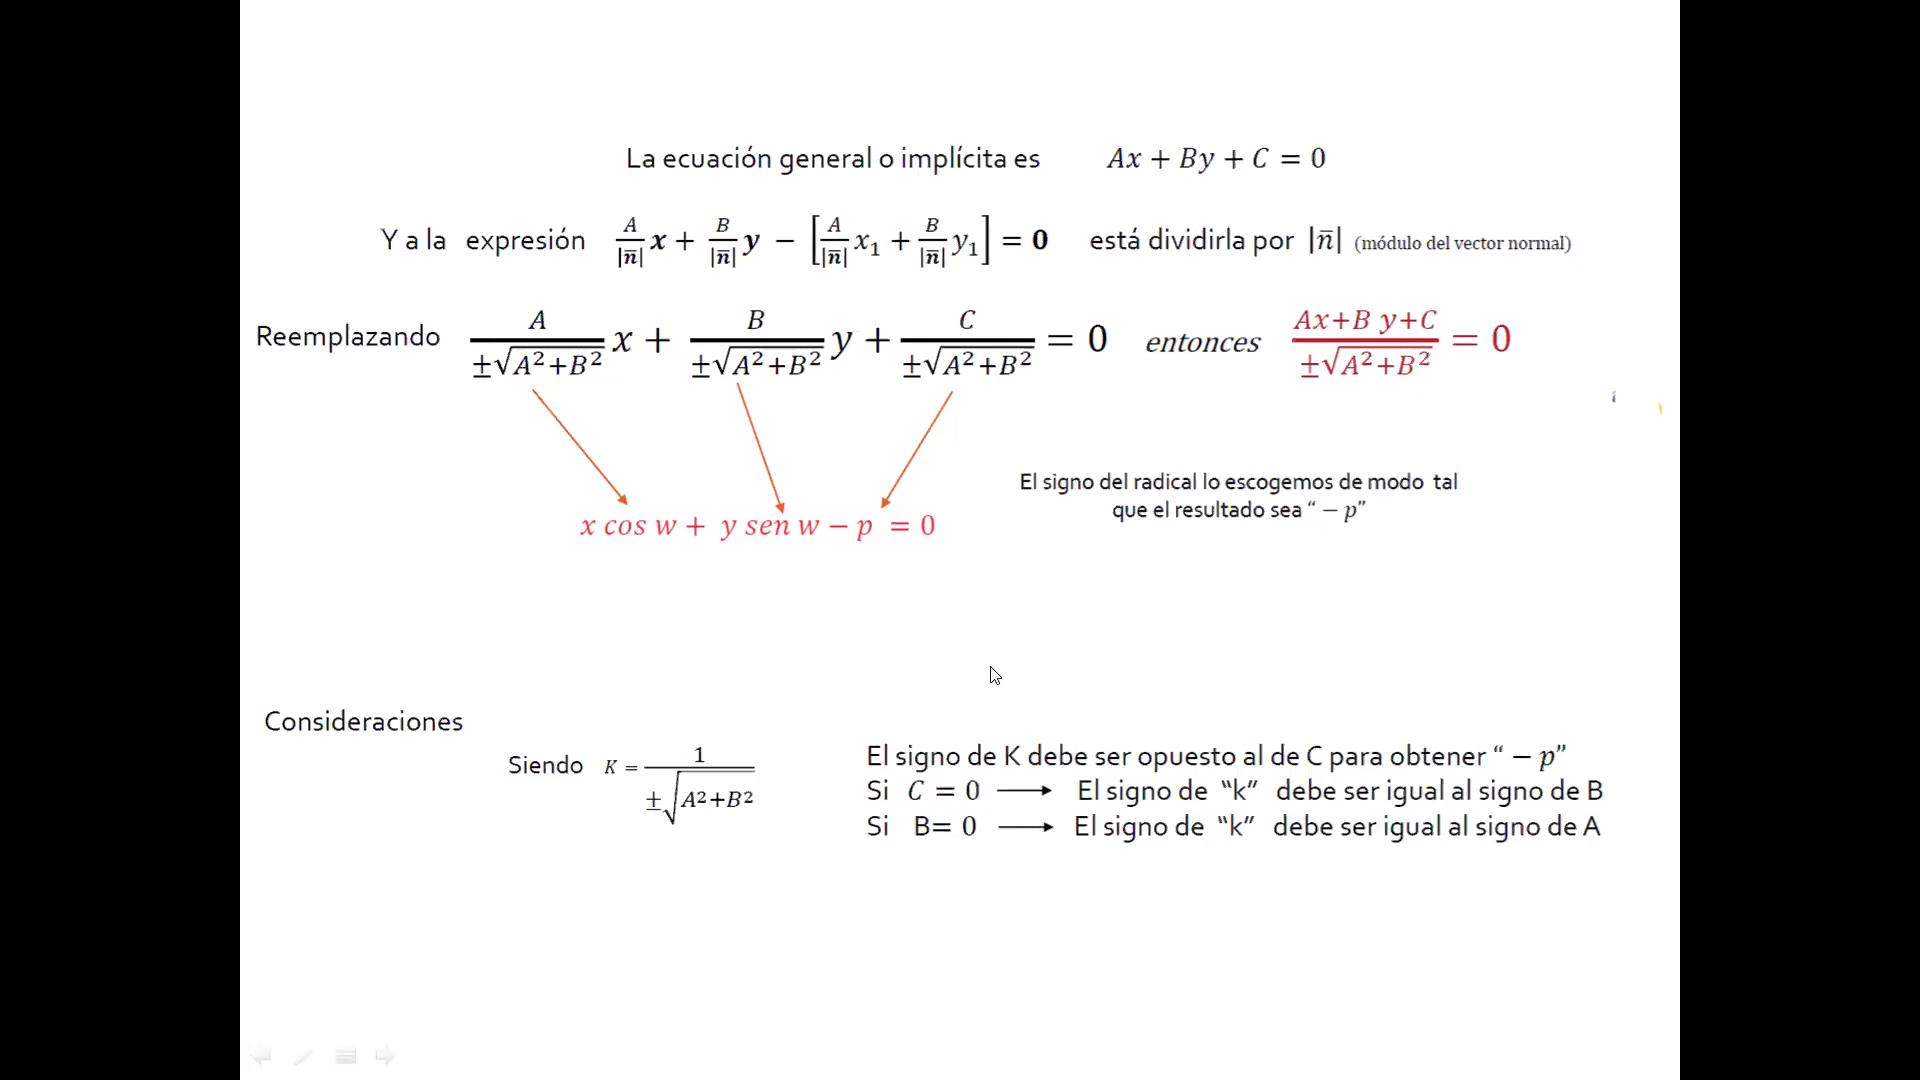 La ecuación general o implícita es Ax + By + C = 0
Y a la expresión A/|n̅| x + B/|n̅| y − [A/|n̅| x₁ + B/|n̅| y₁] = 0 está dividirla por |n̅| (módulo del vector normal)
Reemplazando A/±√A²+B² x + B/±√A²+B² y + C/±√A²+B² = 0 entonces Ax+B y+C/±√A²+B² = 0
El signo del radical lo escogemos de modo tal
que el resultado sea “ − p”
x cos w + y sen w − p = 0
Consideraciones
Siendo K = 1/±√A²+B²
El signo de K debe ser opuesto al de C para obtener “ − p”
Si C = 0 ⟶ El signo de “k” debe ser igual al signo de B
Si B= 0 ⟶ El signo de “k” debe ser igual al signo de A